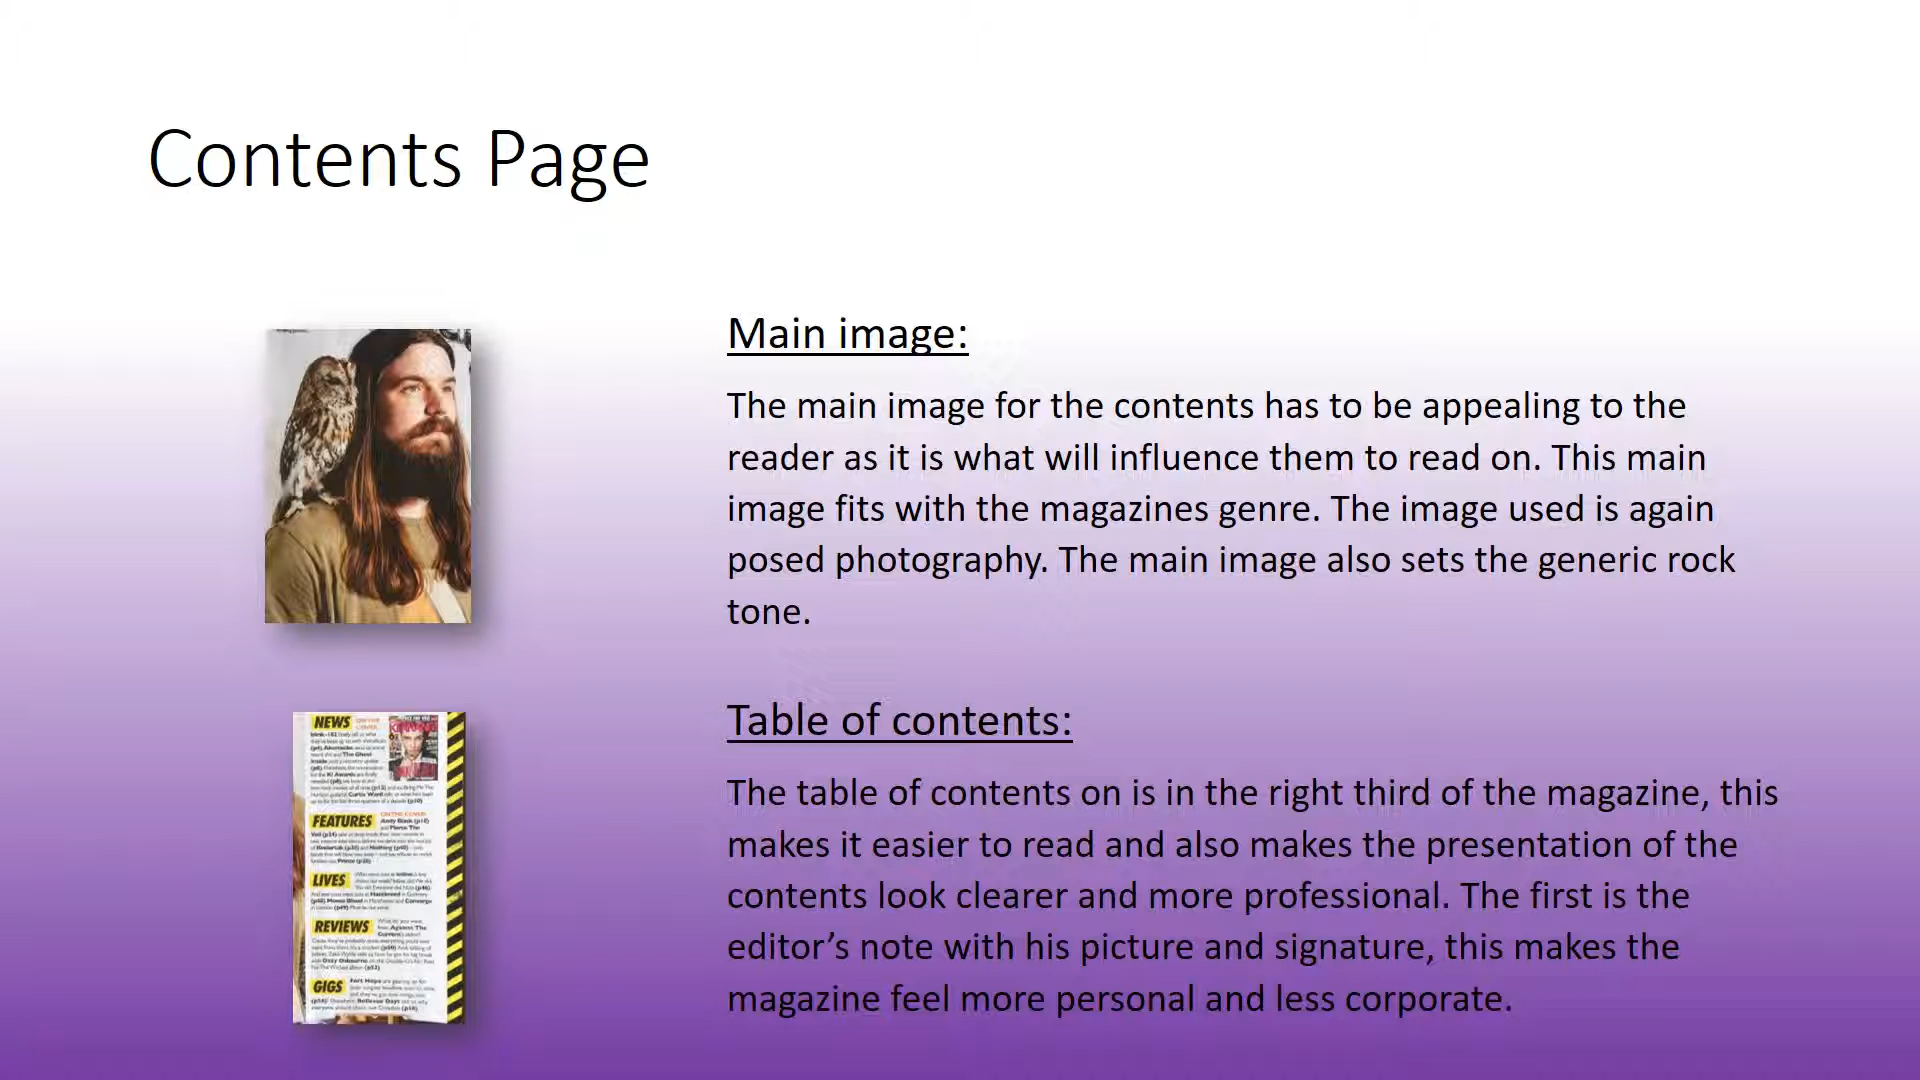 Contents Page
Main image:
The main image for the contents has to be appealing to the
reader as it is what will influence them to read on. This main
image fits with the magazines genre. The image used is again
posed photography. The main image also sets the generic rock
tone.
NEWS
FEATURES
LIVES
REVIEWS
GIGS
Table of contents:
The table of contents on is in the right third of the magazine, this
makes it easier to read and also makes the presentation of the
contents look clearer and more professional. The first is the
editor’s note with his picture and signature, this makes the
magazine feel more personal and less corporate.